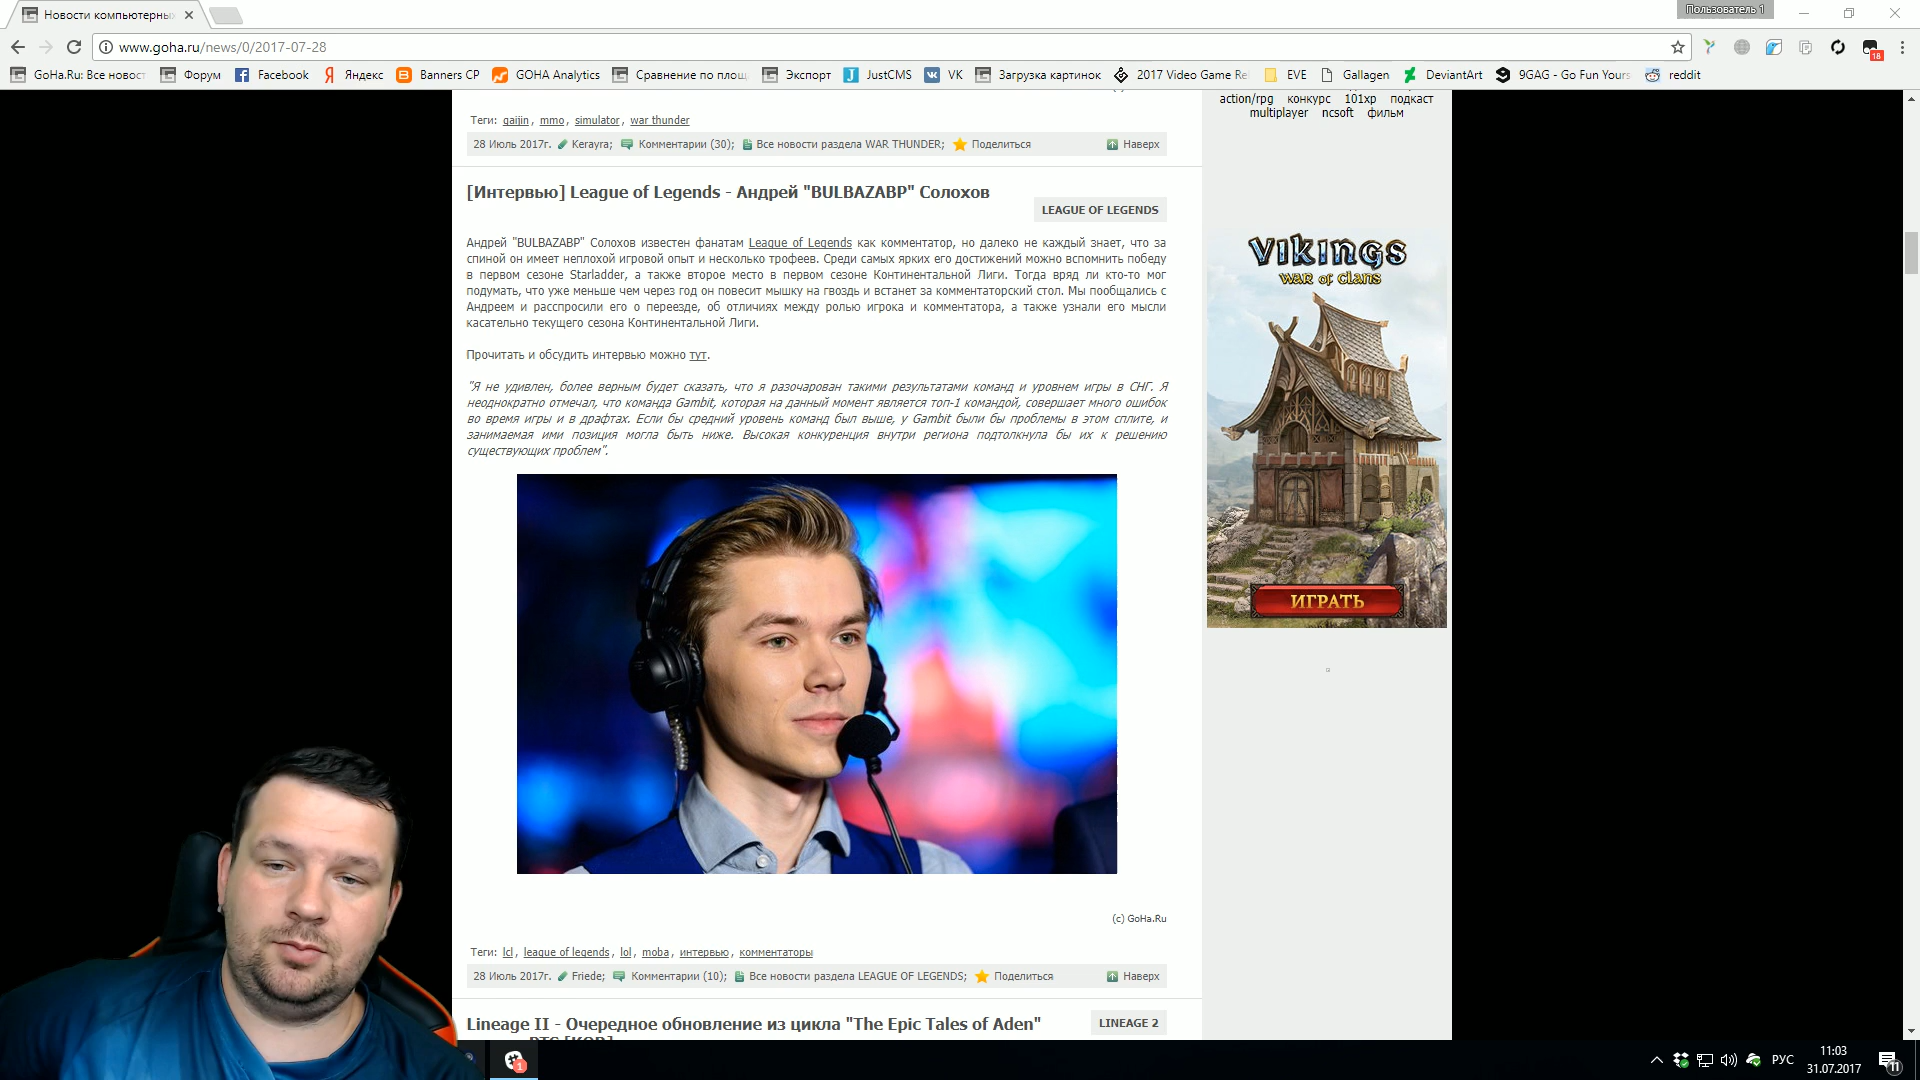 Новости компьютерны
Пользователь 1
www.goha.ru/news/0/2017-07-28
18
GoHa.Ru: Все новост
Форум
Facebook
Яндекс
Banners CP
GOHA Analytics
Сравнение по площ
Экспорт
JustCMS
VK
Загрузка картинок
2017 Video Game Rel
EVE
Gallagen
DeviantArt
9GAG - Go Fun Yours
reddit
action/rpg конкурс 101xp подкаст
multiplayer ncsoft фильм
Теги: gaijin, mmo, simulator, war thunder
28 Июль 2017г. Kerayra; Комментарии (30); Все новости раздела WAR THUNDER; Поделиться Наверх
[Интервью] League of Legends - Андрей "BULBAZАВР" Солохов
LEAGUE OF LEGENDS
Андрей "BULBAZАВР" Солохов известен фанатам League of Legends как комментатор, но далеко не каждый знает, что за
спиной он имеет неплохой игровой опыт и несколько трофеев. Среди самых ярких его достижений можно вспомнить победу
в первом сезоне Starladder, а также второе место в первом сезоне Континентальной Лиги. Тогда вряд ли кто-то мог
подумать, что уже меньше чем через год он повесит мышку на гвоздь и встанет за комментаторский стол. Мы пообщались с
Андреем и расспросили его о переезде, об отличиях между ролью игрока и комментатора, а также узнали его мысли
касательно текущего сезона Континентальной Лиги.
Прочитать и обсудить интервью можно тут.
"Я не удивлен, более верным будет сказать, что я разочарован такими результатами команд и уровнем игры в СНГ. Я
неоднократно отмечал, что команда Gambit, которая на данный момент является топ-1 командой, совершает много ошибок
во время игры и в драфтах. Если бы средний уровень команд был выше, у Gambit были бы проблемы в этом сплите, и
занимаемая ими позиция могла быть ниже. Высокая конкуренция внутри региона подтолкнула бы их к решению
существующих проблем".
VIKINGS
WAR OF CLANS
ИГРАТЬ
(c) GoHa.Ru
Теги: lcl, league of legends, lol, moba, интервью, комментаторы
28 Июль 2017г. Friede; Комментарии (10); Все новости раздела LEAGUE OF LEGENDS; Поделиться Наверх
Lineage II - Очередное обновление из цикла "The Epic Tales of Aden"
LINEAGE 2
1
РУС
11:03
31.07.2017
11